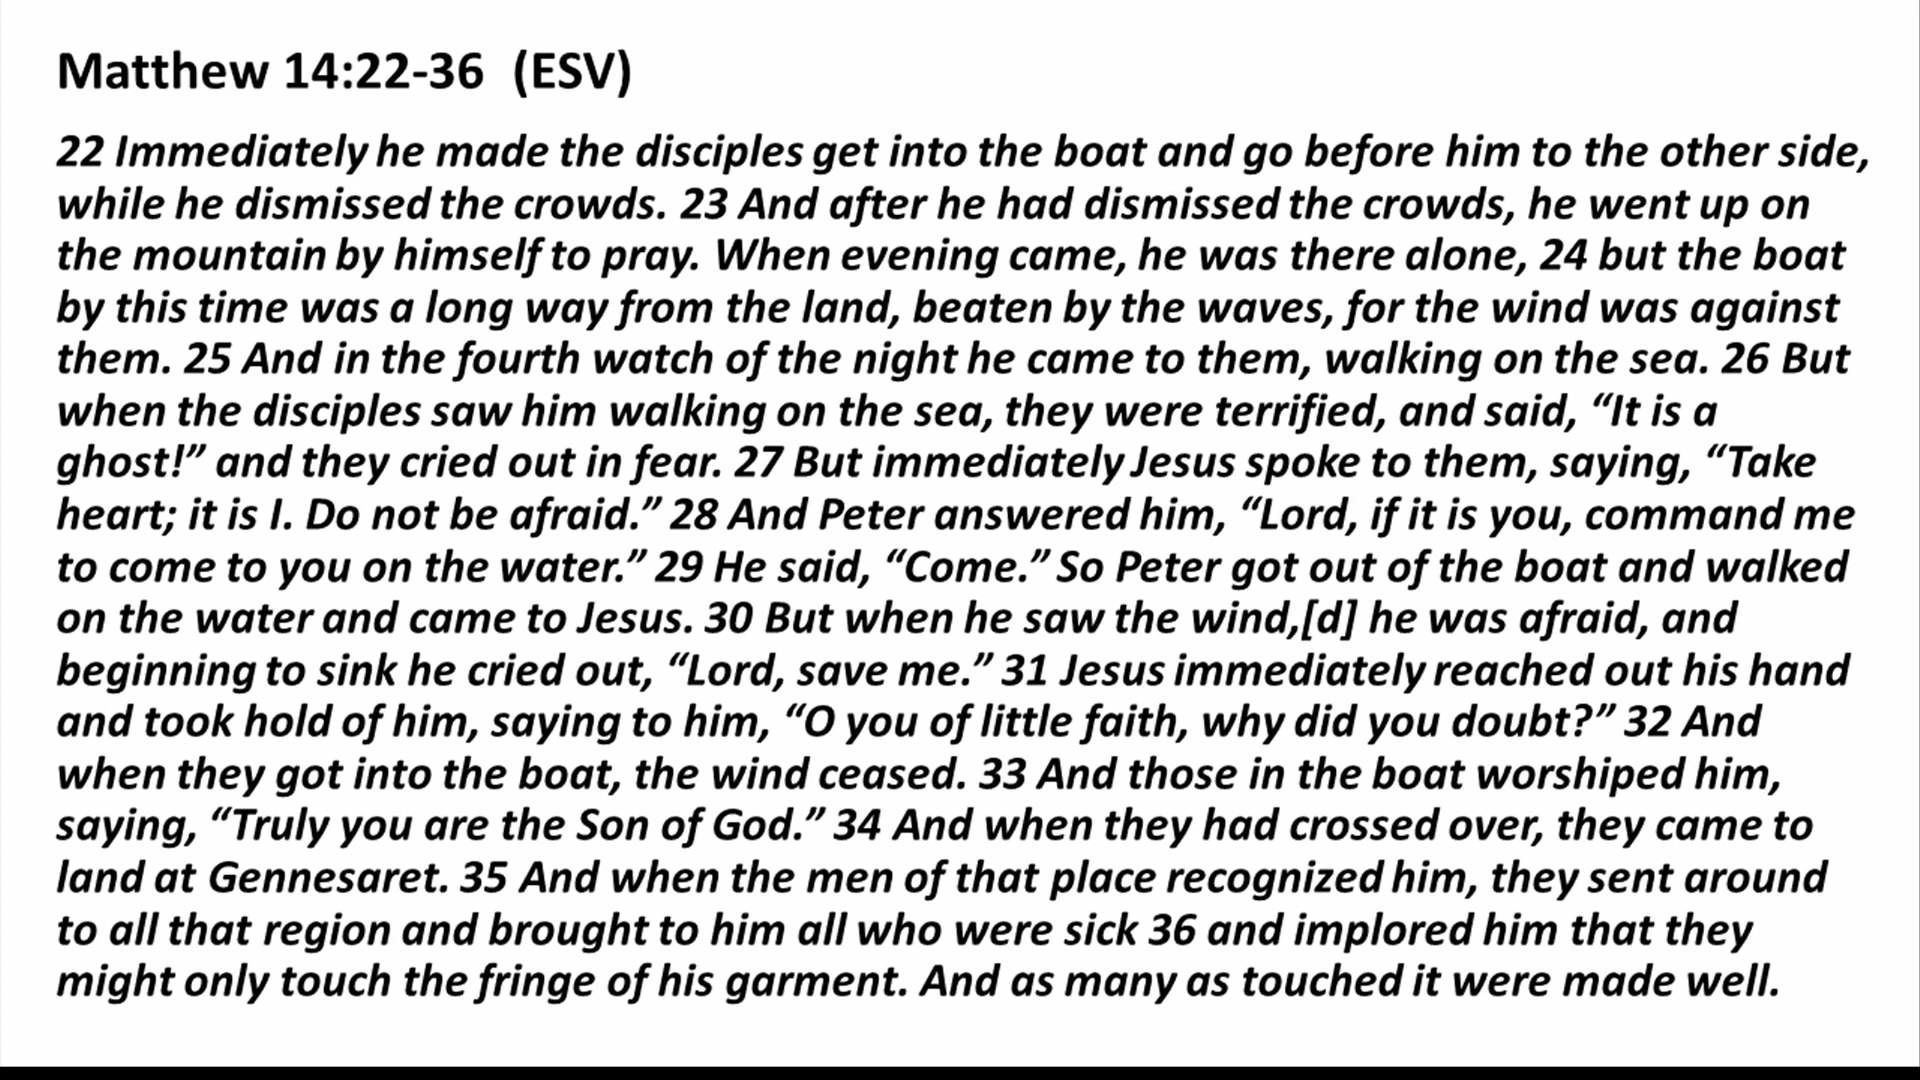 Matthew 14:22-36 (ESV)
22 Immediately he made the disciples get into the boat and go before him to the other side,
while he dismissed the crowds. 23 And after he had dismissed the crowds, he went up on
the mountain by himself to pray. When evening came, he was there alone, 24 but the boat
by this time was a long way from the land, beaten by the waves, for the wind was against
them. 25 And in the fourth watch of the night he came to them, walking on the sea. 26 But
when the disciples saw him walking on the sea, they were terrified, and said, “It is a
ghost!” and they cried out in fear. 27 But immediately Jesus spoke to them, saying, “Take
heart; it is I. Do not be afraid.” 28 And Peter answered him, “Lord, if it is you, command me
to come to you on the water.” 29 He said, “Come.” So Peter got out of the boat and walked
on the water and came to Jesus. 30 But when he saw the wind,[d] he was afraid, and
beginning to sink he cried out, “Lord, save me.” 31 Jesus immediately reached out his hand
and took hold of him, saying to him, “O you of little faith, why did you doubt?” 32 And
when they got into the boat, the wind ceased. 33 And those in the boat worshiped him,
saying, “Truly you are the Son of God.” 34 And when they had crossed over, they came to
land at Gennesaret. 35 And when the men of that place recognized him, they sent around
to all that region and brought to him all who were sick 36 and implored him that they
might only touch the fringe of his garment. And as many as touched it were made well.